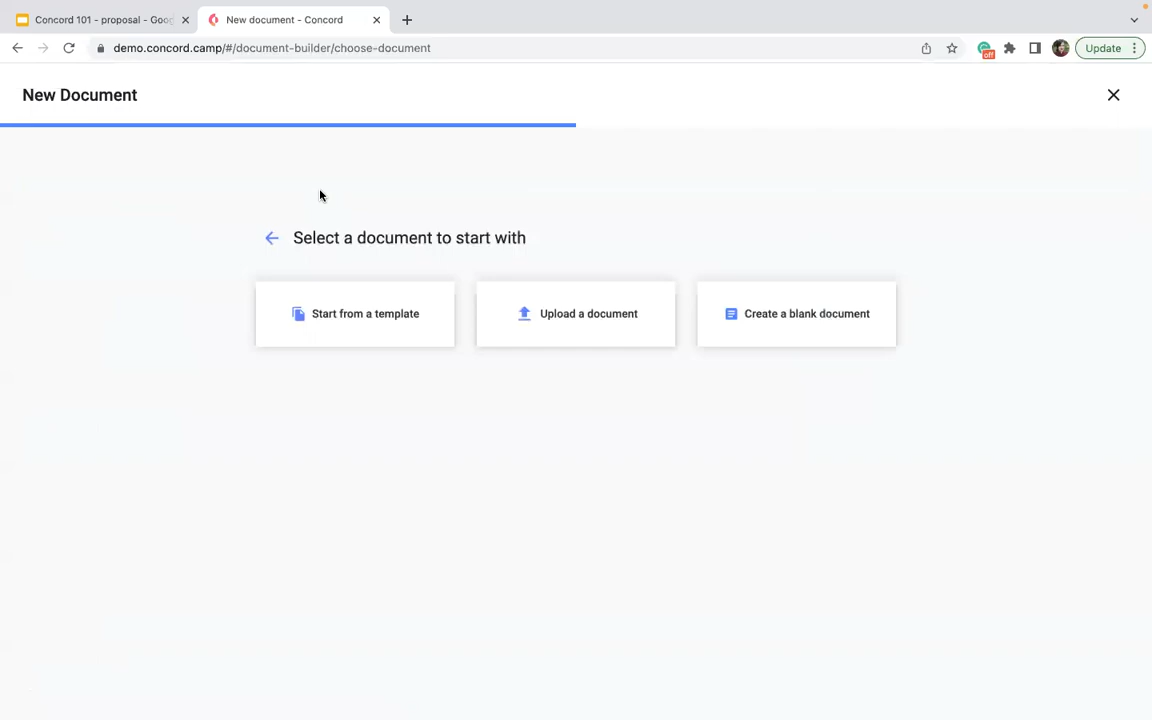 Concord 101 - proposal - Goo
New document - Concord
demo.concord.camp/#/document-builder/choose-document
off
Update
New Document
Select a document to start with
Start from a template
Upload a document
Create a blank document